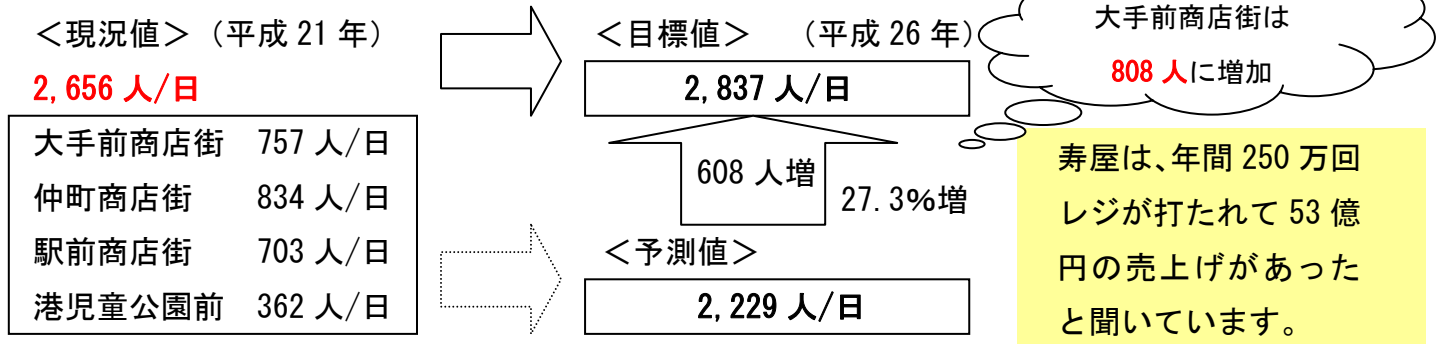 ＜現況値＞（平成 21 年）
2,656 人/日
大手前商店街　757 人/日
仲町商店街　834 人/日
駅前商店街　703 人/日
港児童公園前　362 人/日
＜目標値＞　（平成 26 年）
2,837 人/日
608 人増
27.3%増
＜予測値＞
2,229 人/日
大手前商店街は
808 人に増加
寿屋は、年間 250 万回
レジが打たれて 53 億
円の売上げがあった
と聞いています。